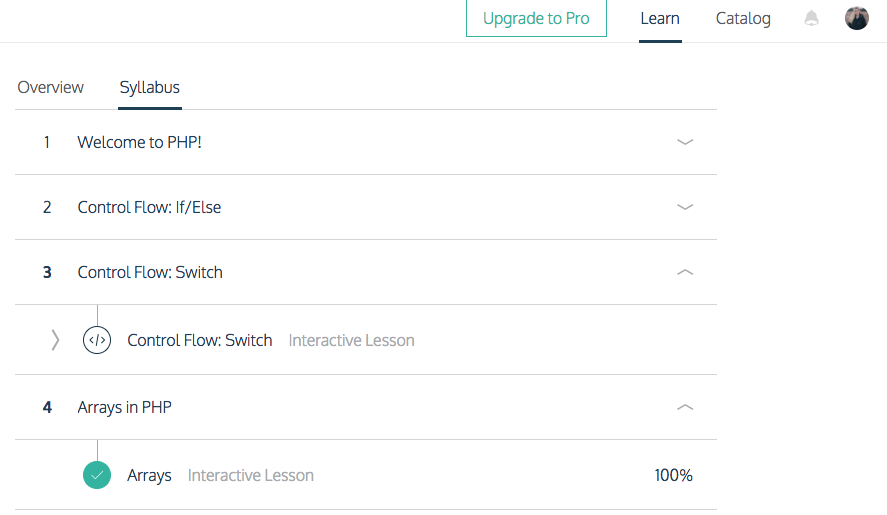 Upgrade to Pro Learn Catalog
Overview Syllabus
1 Welcome to PHP!
2 Control Flow: If/Else
3 Control Flow: Switch
</> Control Flow: Switch Interactive Lesson
4 Arrays in PHP
Arrays Interactive Lesson 100%